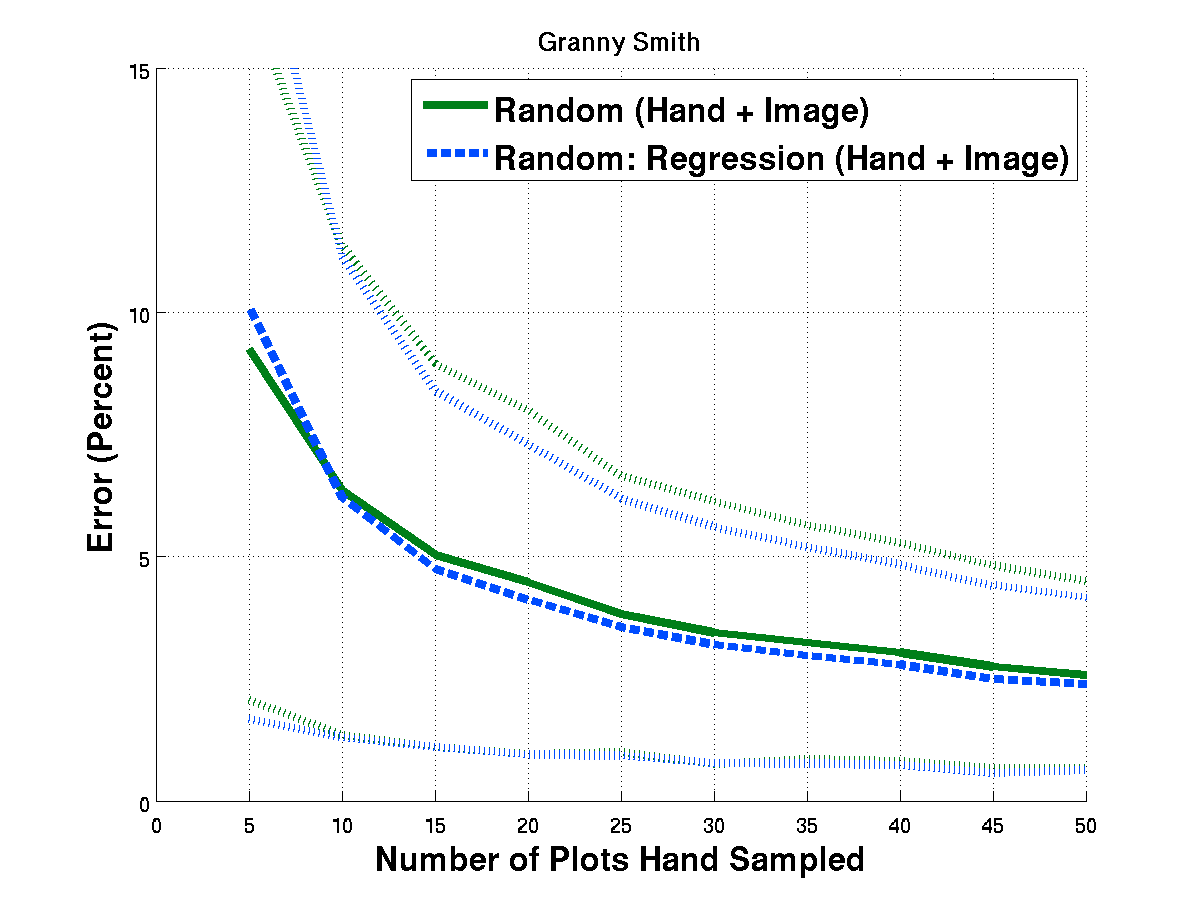 Granny Smith
Random (Hand + Image)
Random: Regression (Hand + Image)
15
10
5
0
Error (Percent)
0 5 10 15 20 25 30 35 40 45 50
Number of Plots Hand Sampled